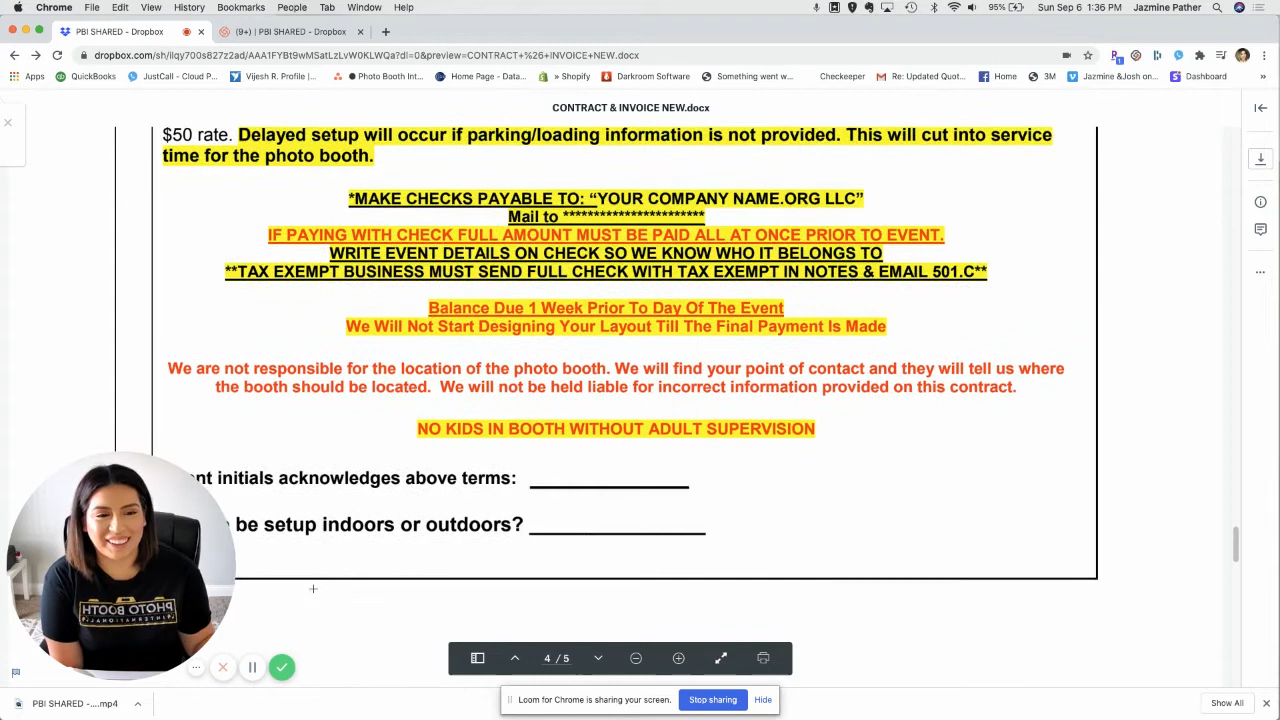 Chrome File Edit View History Bookmarks People Tab Window Help 95% Sun Sep 6 1:36 PM Jazmine Pather
PBI SHARED - Dropbox (9+) | PHOTO BOOTH INTERNATIO
dropbox.com/sh/ilqy700s827z2ad/AAA1FYBt9wMSatLzLvW0KLWQa?dl=0&preview=CONTRACT+%26+INVOICE+NEW.docx
Apps QuickBooks JustCall - Cloud P... Vijesh R. Profile |... Photo Booth Int... Home Page - Data... » Shopify Darkroom Software Something went w... Checkeeper Re: Updated Quot... Home 3M Jazmine &Josh on... Dashboard
CONTRACT & INVOICE NEW.docx
$50 rate. Delayed setup will occur if parking/loading information is not provided. This will cut into service
time for the photo booth.
*MAKE CHECKS PAYABLE TO: “YOUR COMPANY NAME.ORG LLC”
Mail to ***********************
IF PAYING WITH CHECK FULL AMOUNT MUST BE PAID ALL AT ONCE PRIOR TO EVENT.
WRITE EVENT DETAILS ON CHECK SO WE KNOW WHO IT BELONGS TO
**TAX EXEMPT BUSINESS MUST SEND FULL CHECK WITH TAX EXEMPT IN NOTES & EMAIL 501.C**
Balance Due 1 Week Prior To Day Of The Event
We Will Not Start Designing Your Layout Till The Final Payment Is Made
We are not responsible for the location of the photo booth. We will find your point of contact and they will tell us where
the booth should be located. We will not be held liable for incorrect information provided on this contract.
NO KIDS IN BOOTH WITHOUT ADULT SUPERVISION
nt initials acknowledges above terms:
be setup indoors or outdoors?
PHOTO BOOTH
INTERNATIONAL
4 / 5
Loom for Chrome is sharing your screen. Stop sharing Hide
PBI SHARED -....mp4 Show All